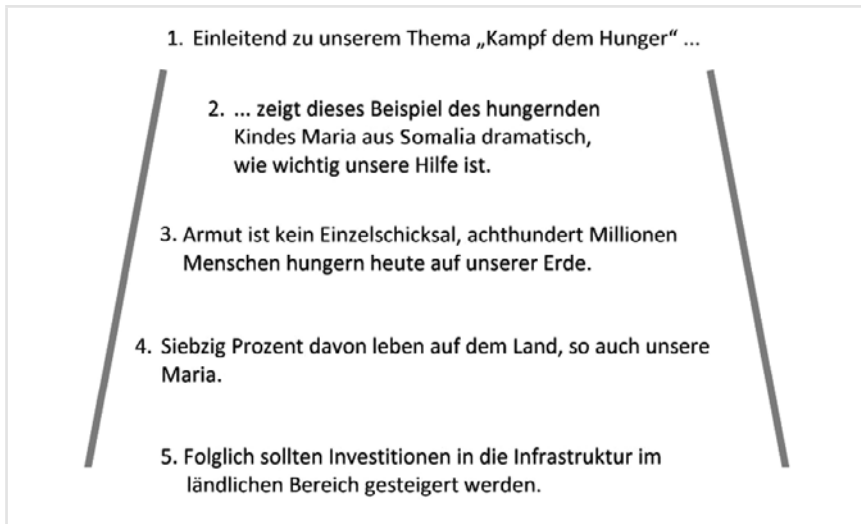 1. Einleitend zu unserem Thema „Kampf dem Hunger“ ...
2. ... zeigt dieses Beispiel des hungernden
Kindes Maria aus Somalia dramatisch,
wie wichtig unsere Hilfe ist.
3. Armut ist kein Einzelschicksal, achthundert Millionen
Menschen hungern heute auf unserer Erde.
4. Siebzig Prozent davon leben auf dem Land, so auch unsere
Maria.
5. Folglich sollten Investitionen in die Infrastruktur im
ländlichen Bereich gesteigert werden.